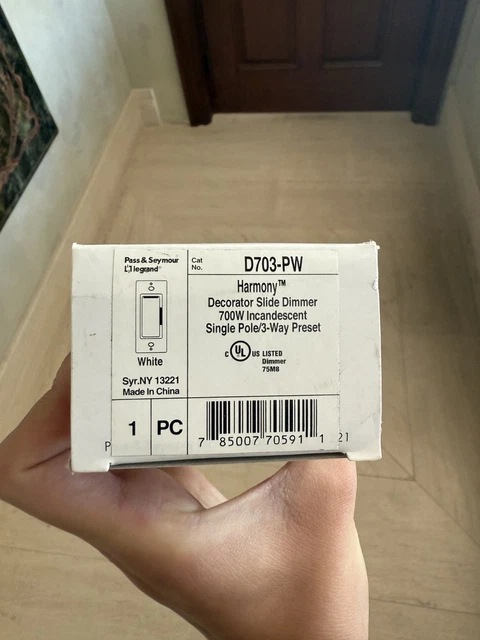 Pass & Seymour
legrand®
White
Syr.NY 13221
Made In China
Cat
No.
D703-PW
Harmony™
Decorator Slide Dimmer
700W Incandescent
Single Pole/3-Way Preset
C UL US LISTED
Dimmer
75M8
1 PC
7 85007 70591 1
21
P